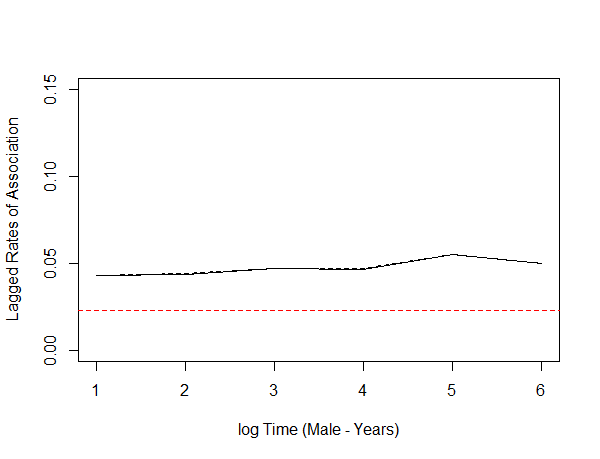 Lagged Rates of Association
0.15
0.10
0.05
0.00
1 2 3 4 5 6
log Time (Male - Years)